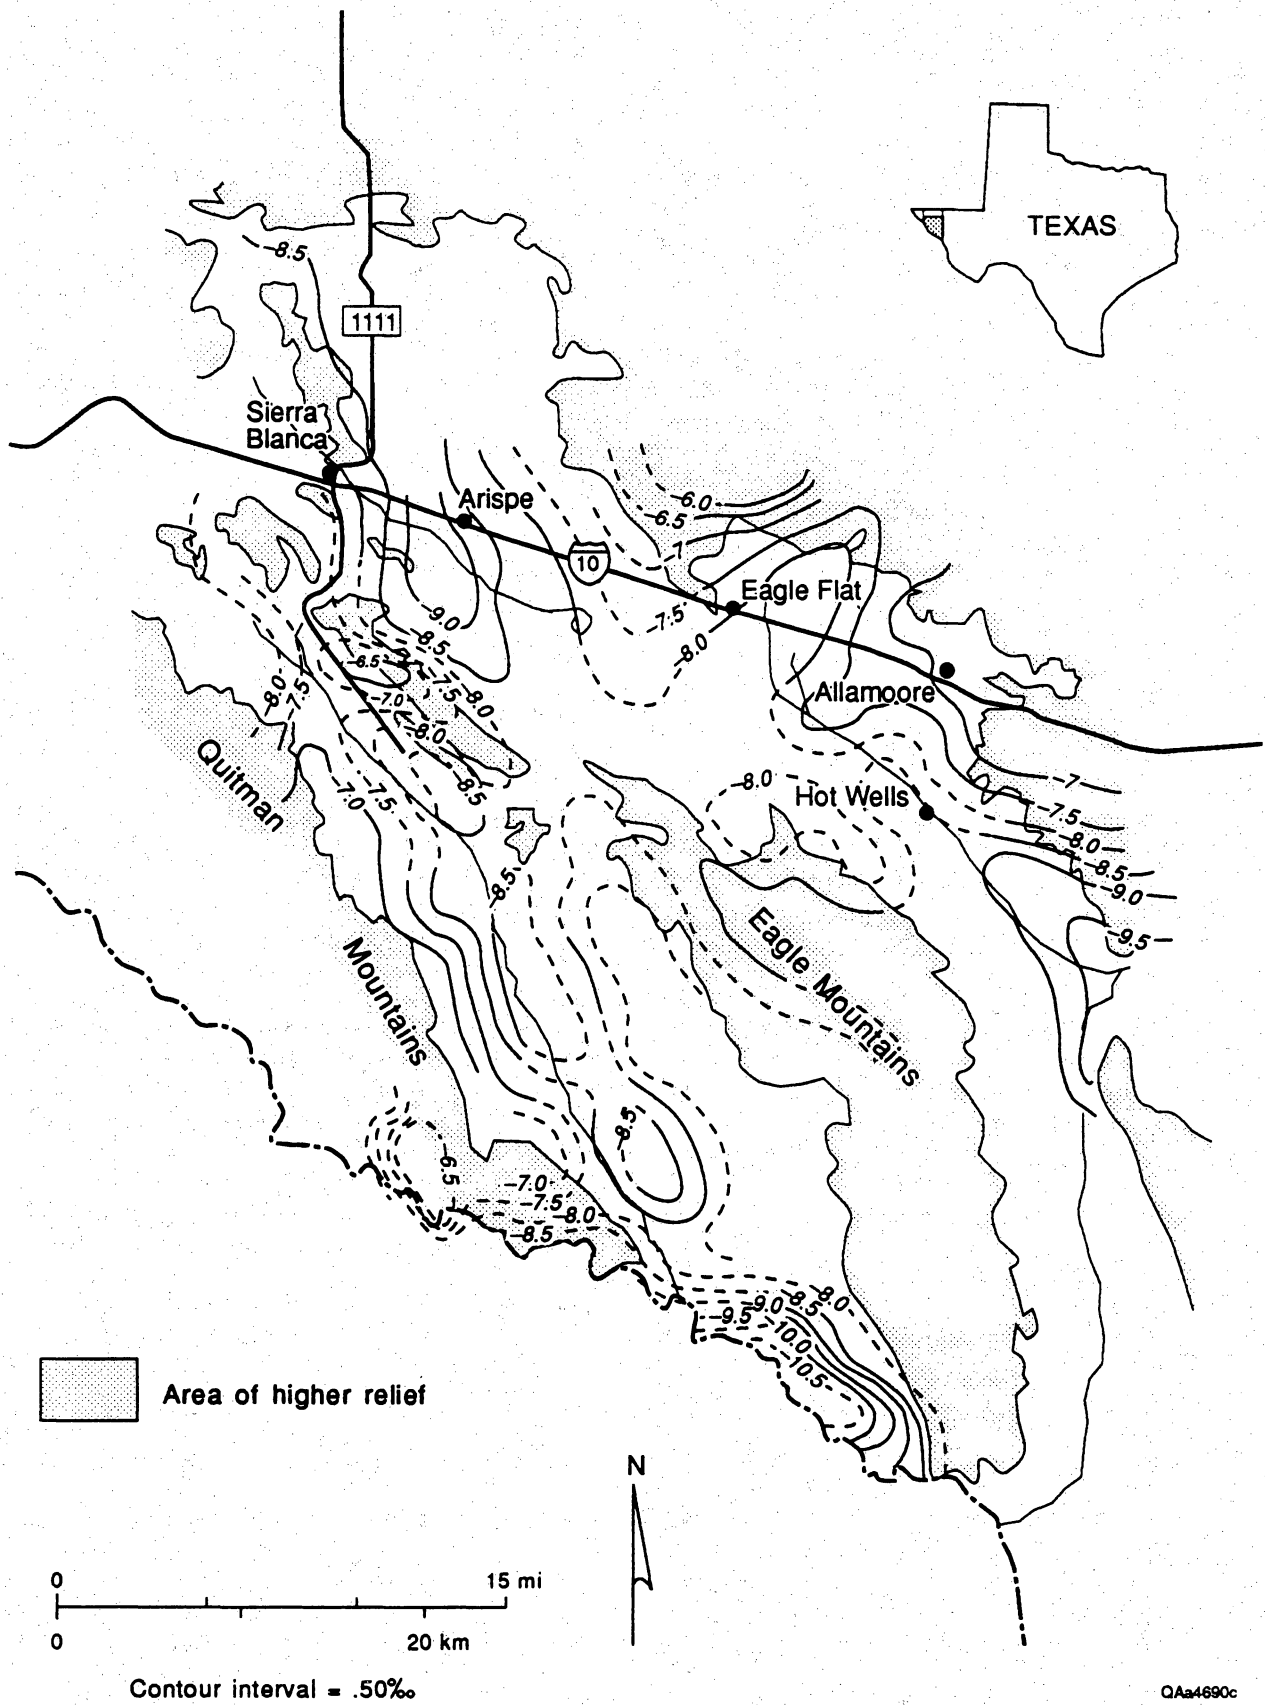 TEXAS
-8.5
1111
Sierra
Blanca
Arispe
-6.0
-6.5
-7
10
Eagle Flat
-9.0
-7.5
-8.5
-8.0
-6.5
-7.5
-8.0
-8.0
-7.5
-7.0
-8.0
Allamoore
Quitman
-8.5
-7.0
-7.5
-8.0
Hot Wells
-7
-7.5
-8.0
-8.5
-9.0
-8.5
-9.5
Eagle Mountains
Mountains
-8.5
-6.5
-7.0
-7.5
-8.0
-8.5
-8.0
-8.5
-9.0
-9.5
-10.0
-10.5
Area of higher relief
N
0 15 mi
0 20 km
Contour interval = .50‰
QAa4690c